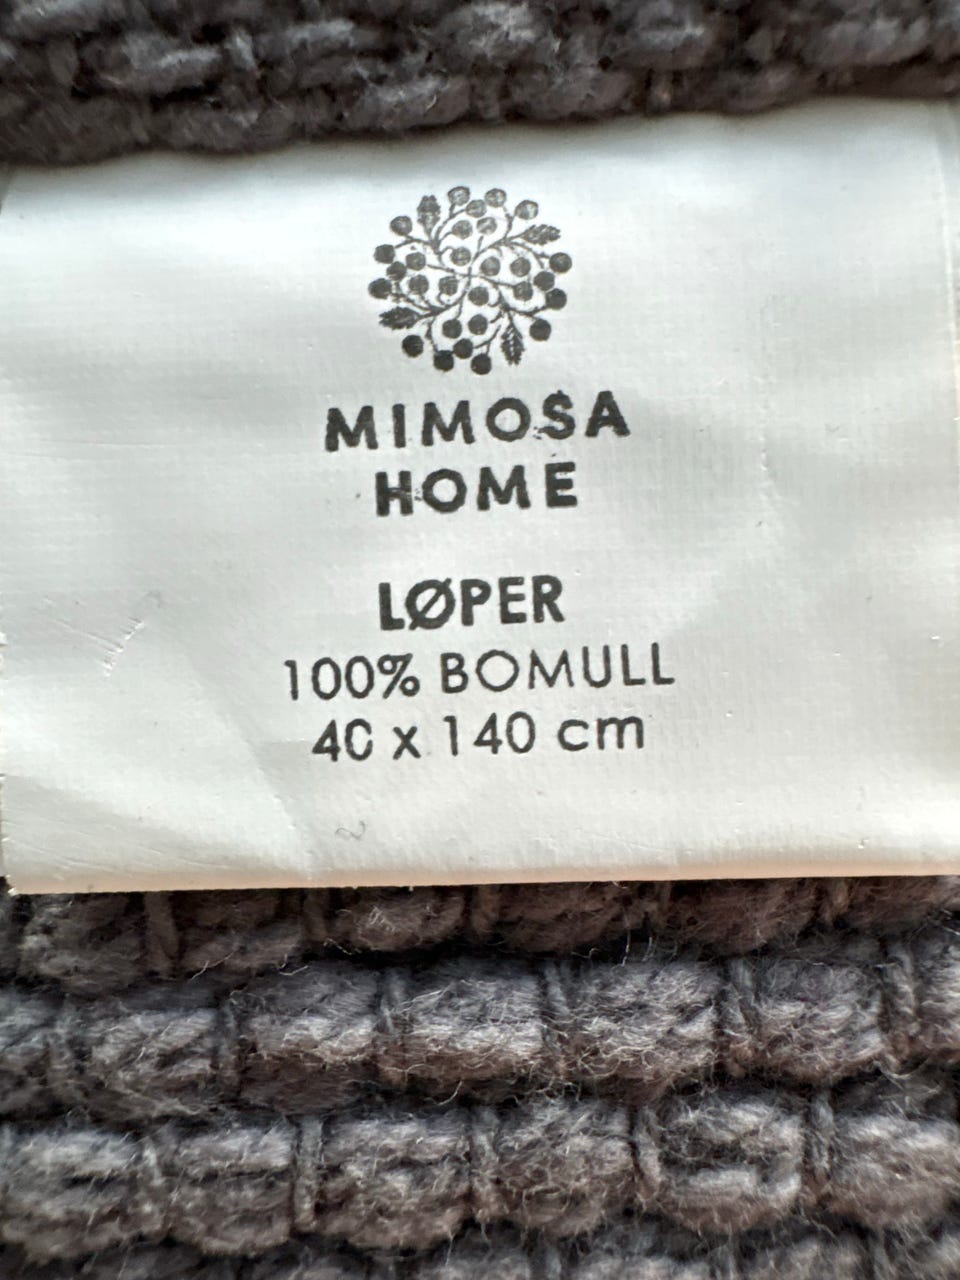 MIMOSA
HOME
LØPER
100% BOMULL
40 x 140 cm